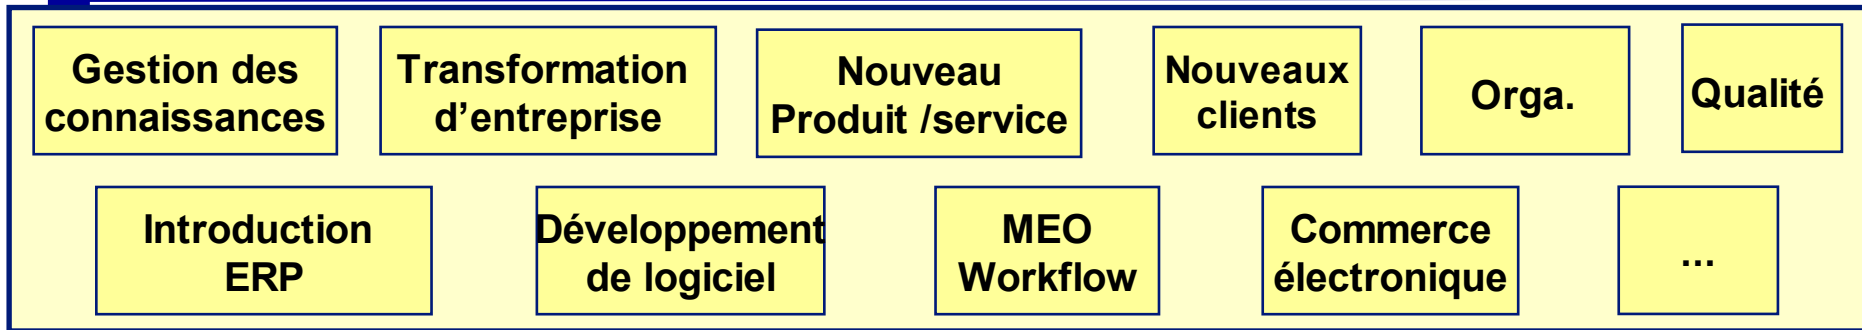 Gestion des
connaissances
Transformation
d’entreprise
Nouveau
Produit /service
Nouveaux
clients
Orga.
Qualité
Introduction
ERP
Développement
de logiciel
MEO
Workflow
Commerce
électronique
...